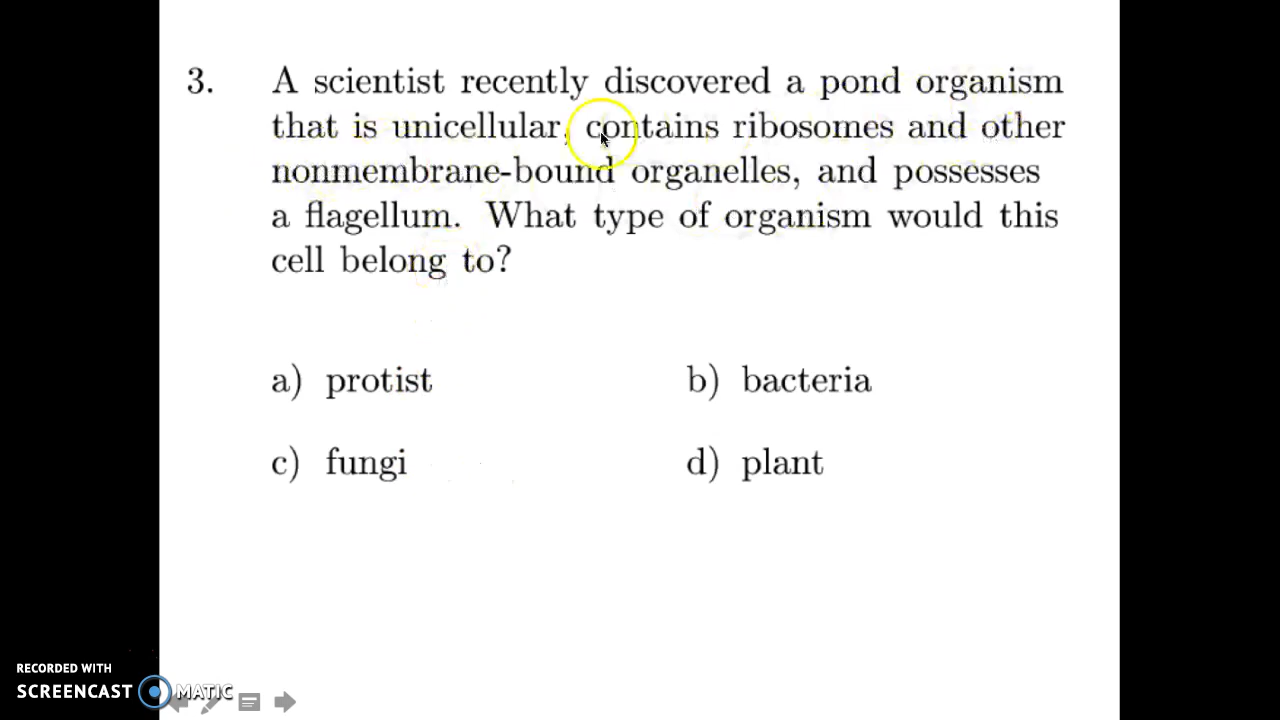 3. A scientist recently discovered a pond organism
that is unicellular, contains ribosomes and other
nonmembrane-bound organelles, and possesses
a flagellum. What type of organism would this
cell belong to?
a) protist b) bacteria
c) fungi d) plant
RECORDED WITH
SCREENCAST MATIC